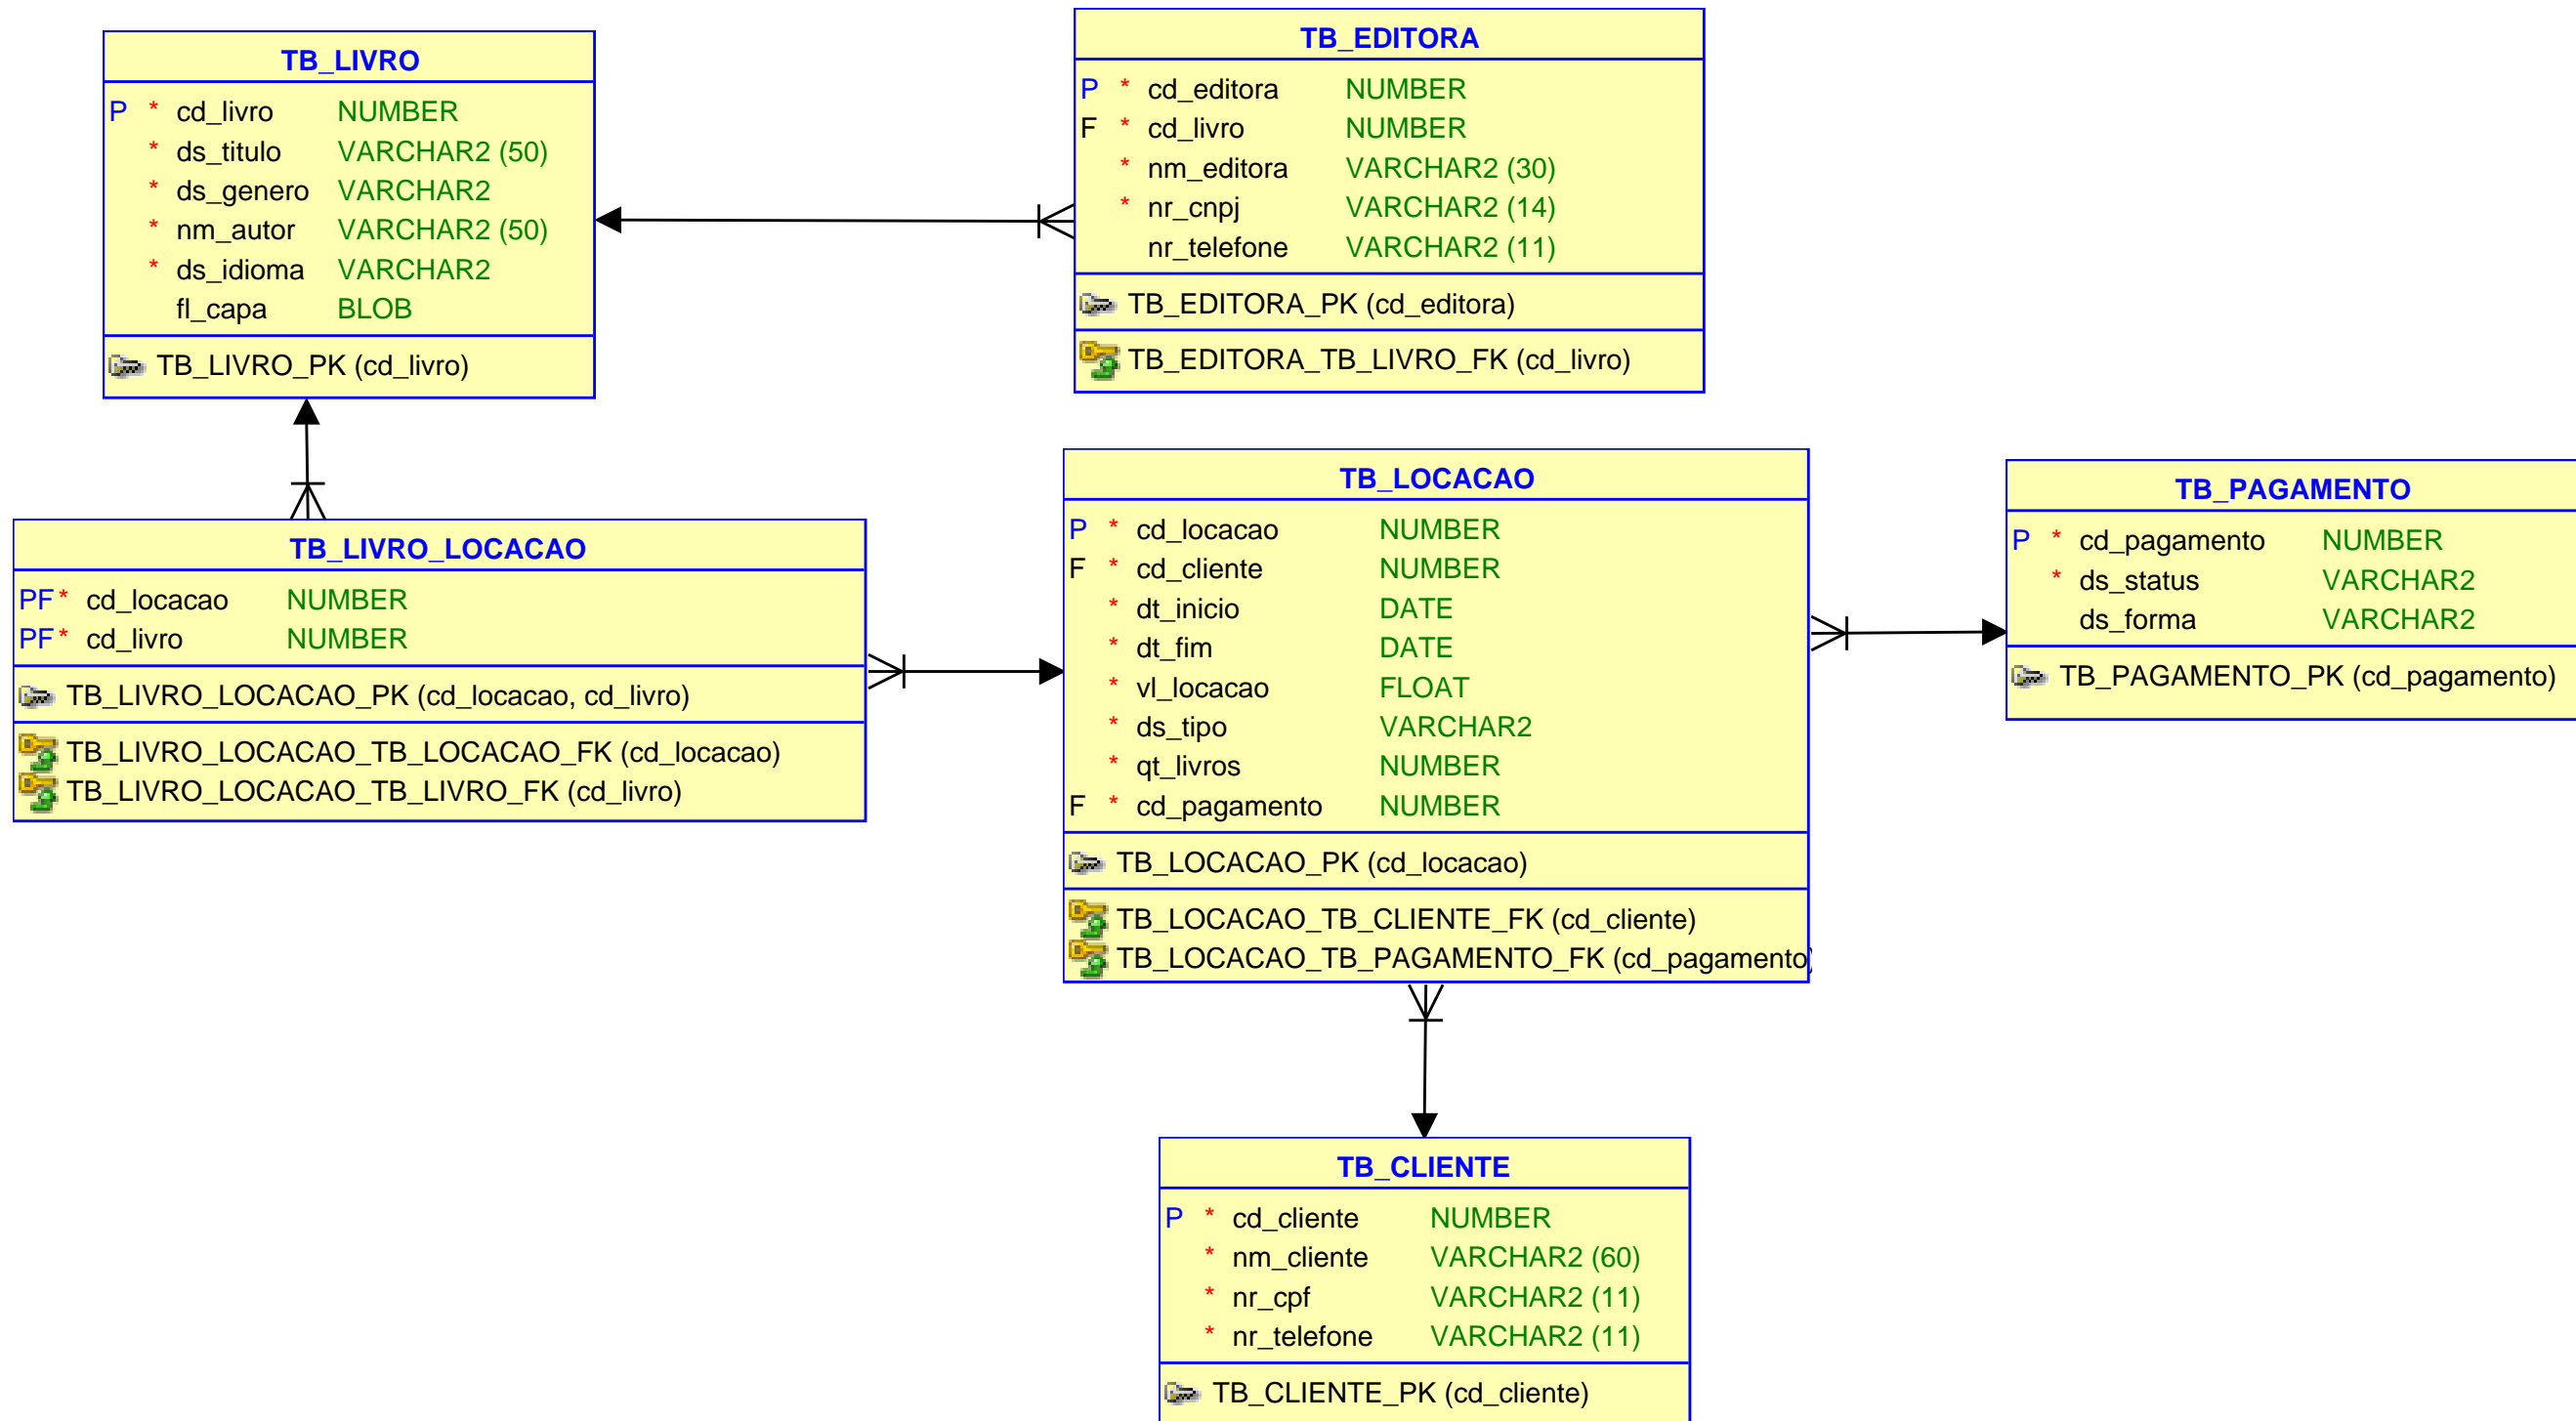 TB_LIVRO
P * cd_livro NUMBER
* ds_titulo VARCHAR2 (50)
* ds_genero VARCHAR2
* nm_autor VARCHAR2 (50)
* ds_idioma VARCHAR2
fl_capa BLOB
TB_LIVRO_PK (cd_livro)
TB_EDITORA
P * cd_editora NUMBER
F * cd_livro NUMBER
* nm_editora VARCHAR2 (30)
* nr_cnpj VARCHAR2 (14)
nr_telefone VARCHAR2 (11)
TB_EDITORA_PK (cd_editora)
TB_EDITORA_TB_LIVRO_FK (cd_livro)
TB_LIVRO_LOCACAO
PF * cd_locacao NUMBER
PF * cd_livro NUMBER
TB_LIVRO_LOCACAO_PK (cd_locacao, cd_livro)
TB_LIVRO_LOCACAO_TB_LOCACAO_FK (cd_locacao)
TB_LIVRO_LOCACAO_TB_LIVRO_FK (cd_livro)
TB_LOCACAO
P * cd_locacao NUMBER
F * cd_cliente NUMBER
* dt_inicio DATE
* dt_fim DATE
* vl_locacao FLOAT
* ds_tipo VARCHAR2
* qt_livros NUMBER
F * cd_pagamento NUMBER
TB_LOCACAO_PK (cd_locacao)
TB_LOCACAO_TB_CLIENTE_FK (cd_cliente)
TB_LOCACAO_TB_PAGAMENTO_FK (cd_pagamento)
TB_PAGAMENTO
P * cd_pagamento NUMBER
* ds_status VARCHAR2
ds_forma VARCHAR2
TB_PAGAMENTO_PK (cd_pagamento)
TB_CLIENTE
P * cd_cliente NUMBER
* nm_cliente VARCHAR2 (60)
* nr_cpf VARCHAR2 (11)
* nr_telefone VARCHAR2 (11)
TB_CLIENTE_PK (cd_cliente)